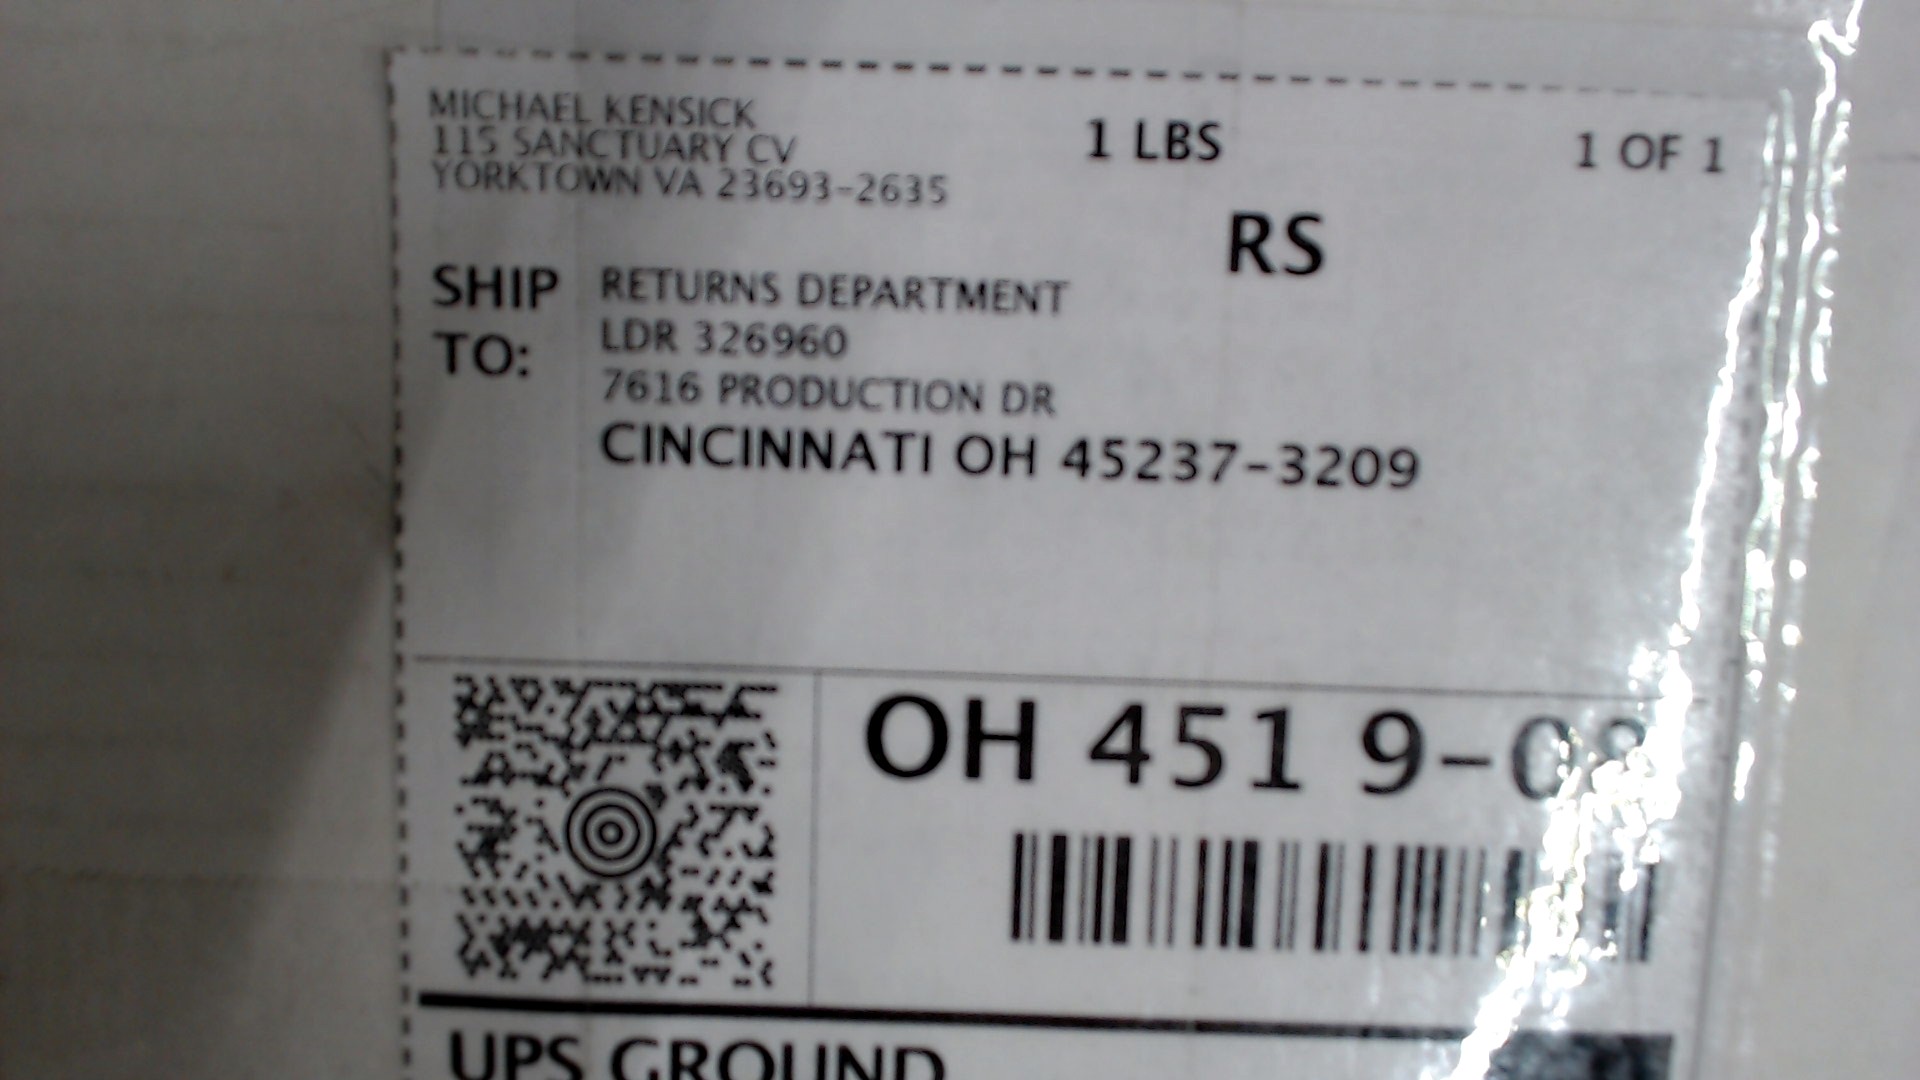 MICHAEL KENSICK
115 SANCTUARY CV
YORKTOWN VA 23693-2635
1 LBS
1 OF 1
RS
SHIP TO:
RETURNS DEPARTMENT
LDR 326960
7616 PRODUCTION DR
CINCINNATI OH 45237-3209
OH 451 9-08
UPS GROUND